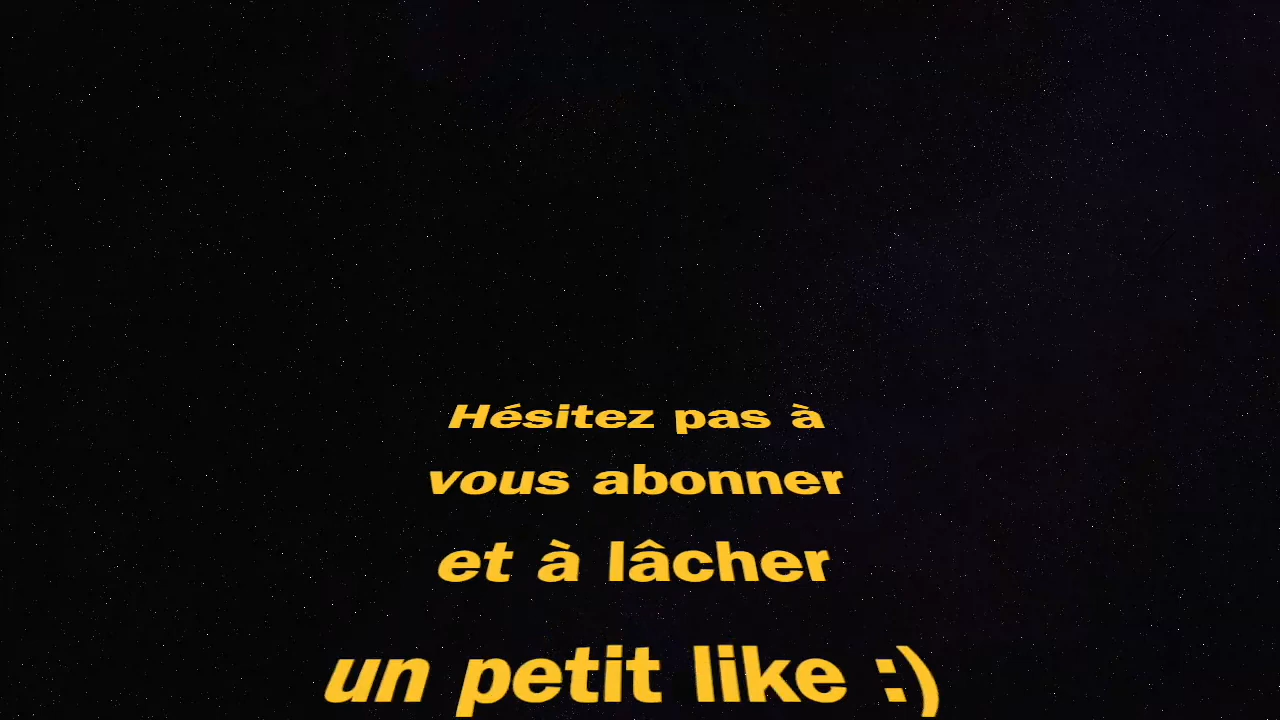 Hésitez pas à
vous abonner
et à lâcher
un petit like :)